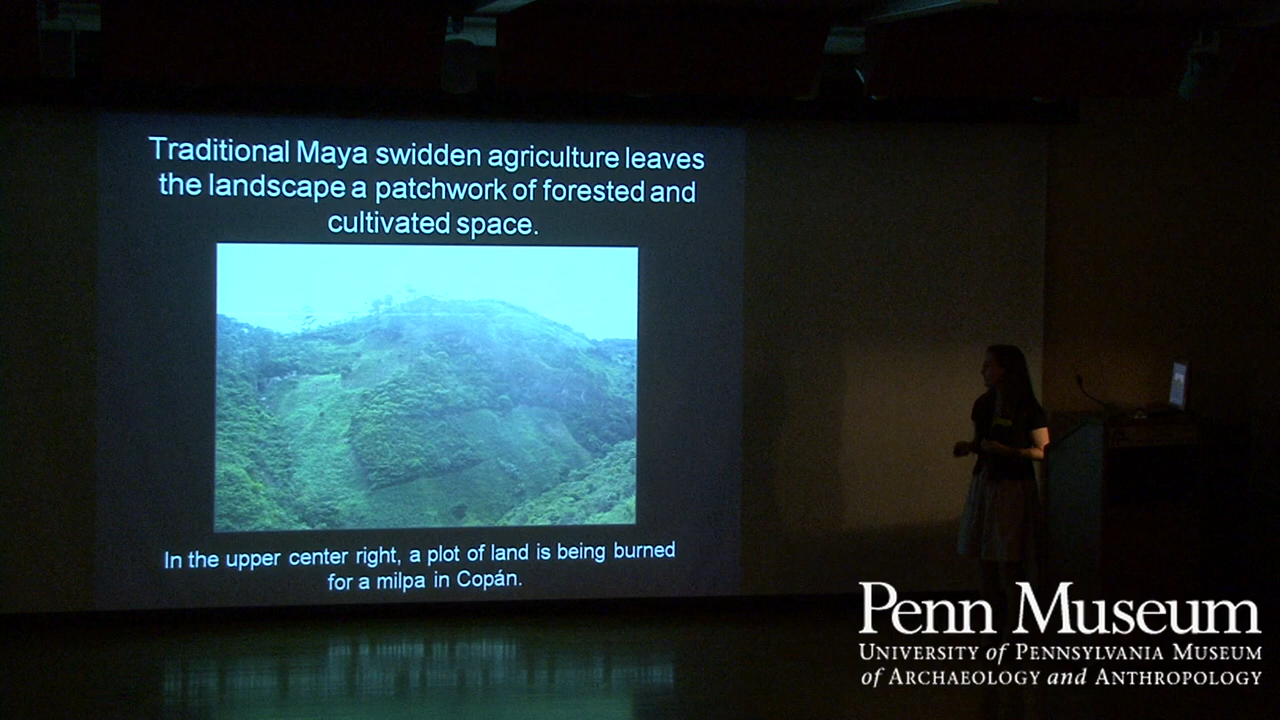 Traditional Maya swidden agriculture leaves
the landscape a patchwork of forested and
cultivated space.
In the upper center right, a plot of land is being burned
for a milpa in Copán.
Penn Museum
University of Pennsylvania Museum
of Archaeology and Anthropology